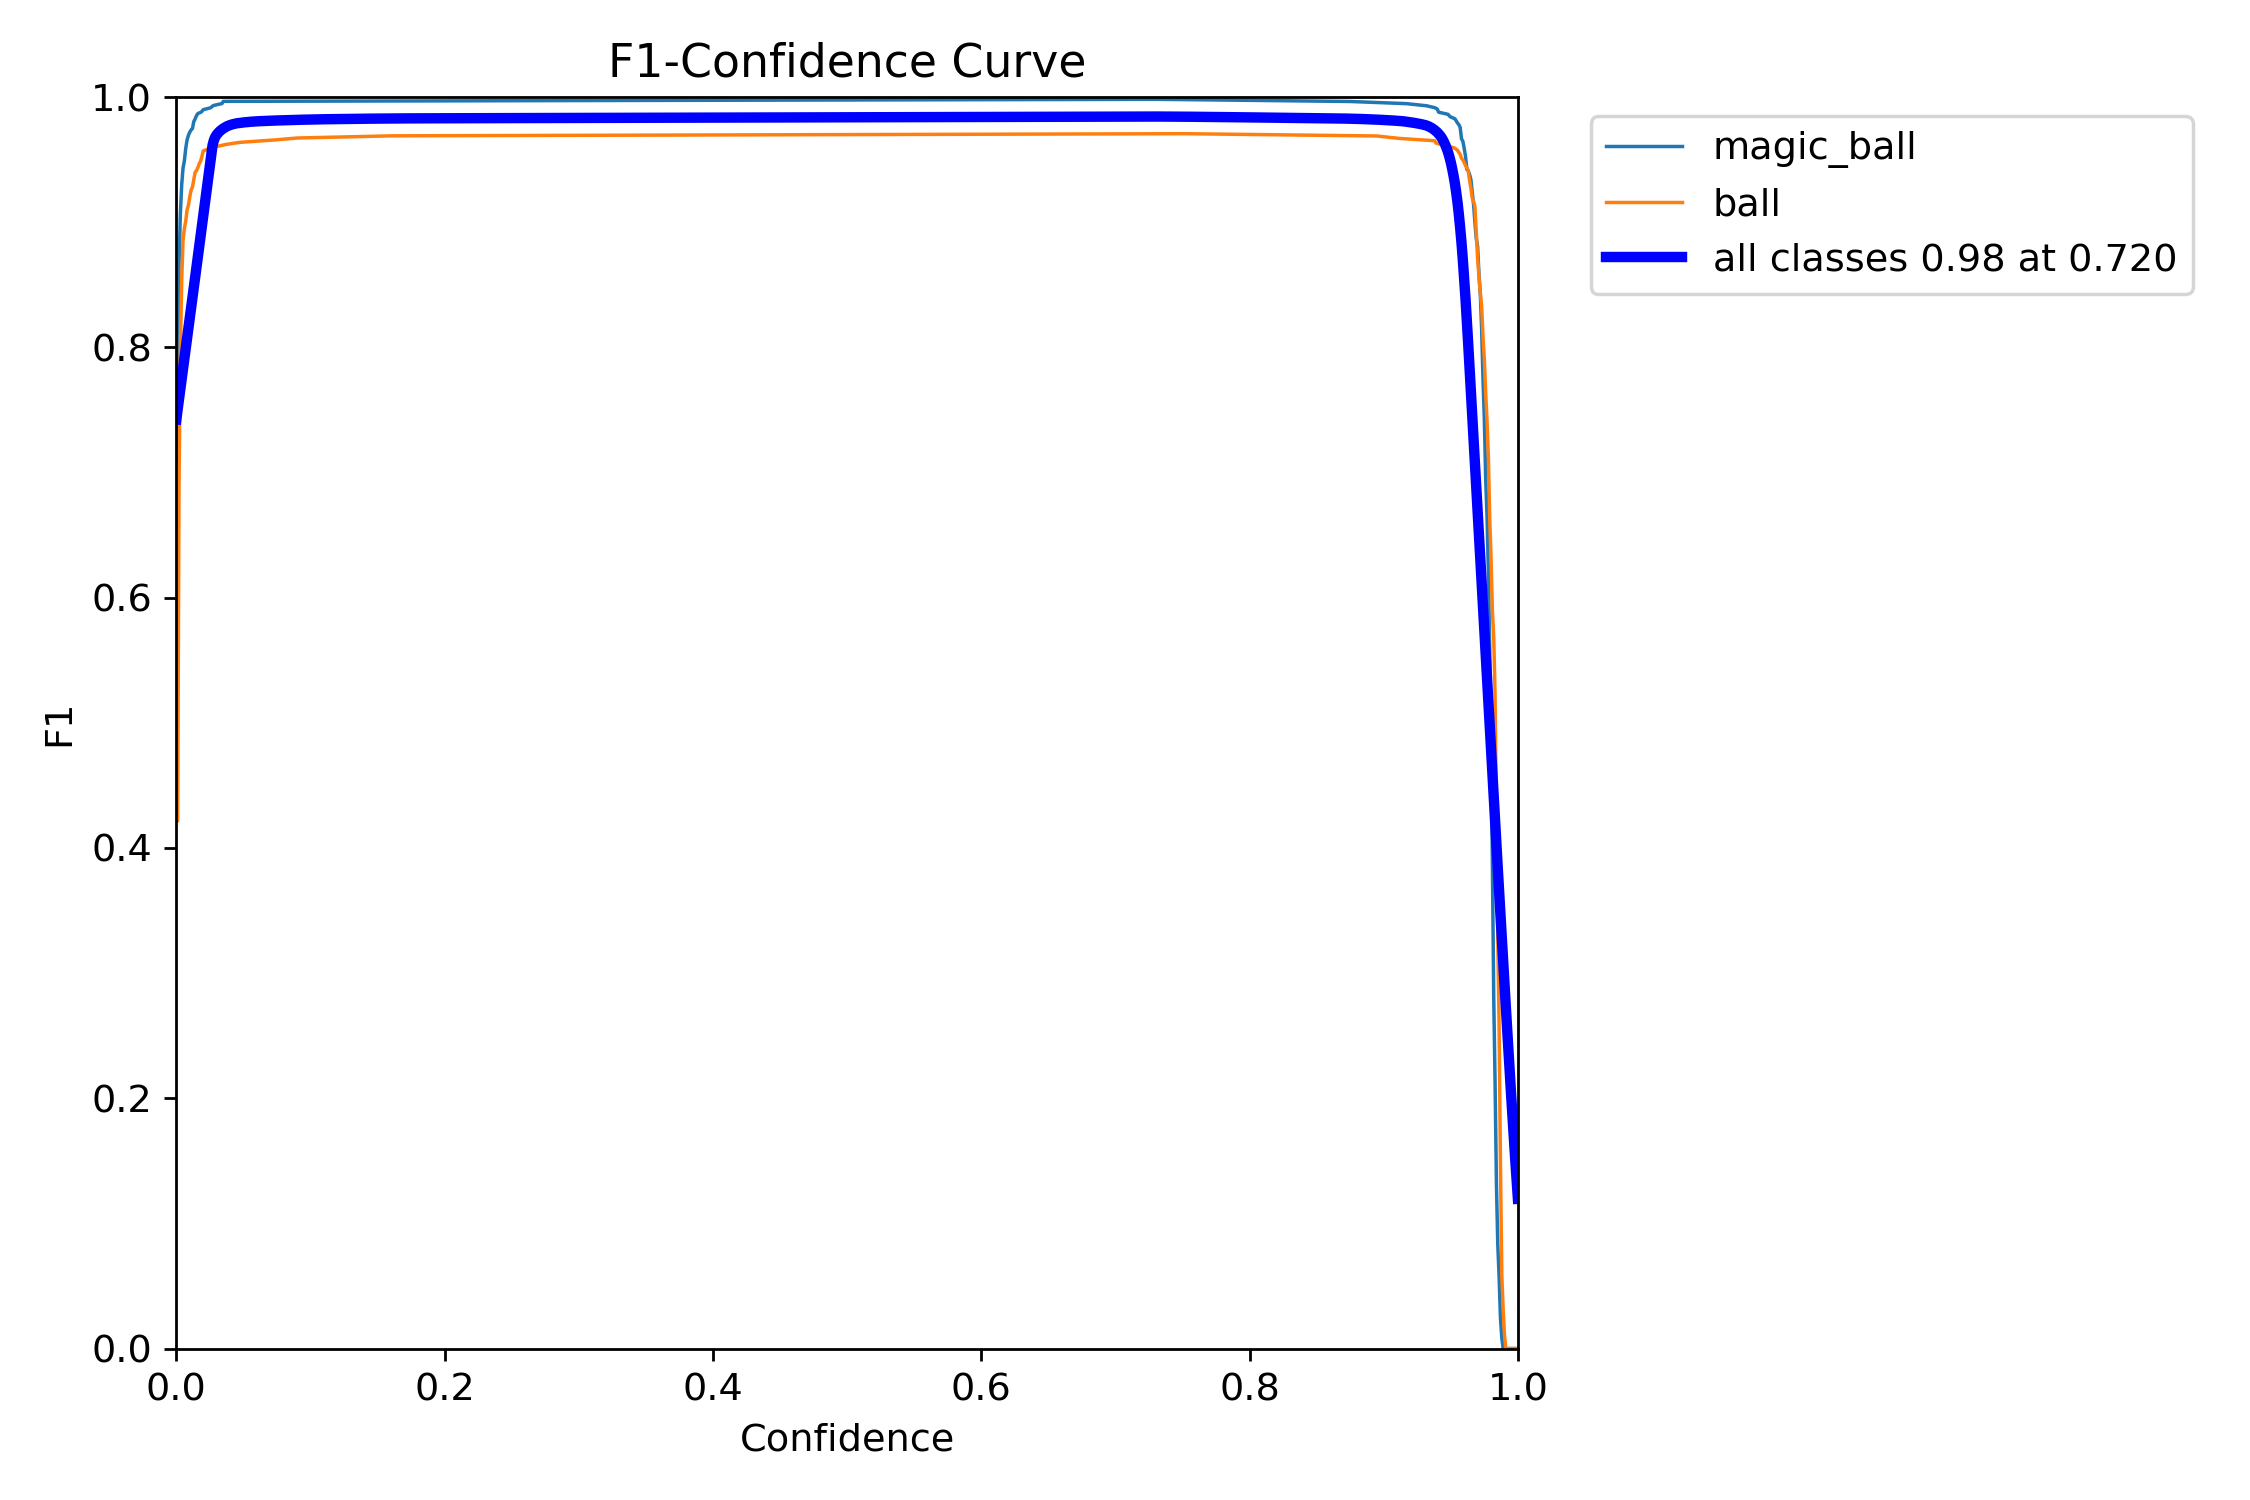 F1-Confidence Curve
1.0
0.8
0.6
0.4
0.2
0.0
F1
0.0 0.2 0.4 0.6 0.8 1.0
Confidence
magic_ball
ball
all classes 0.98 at 0.720